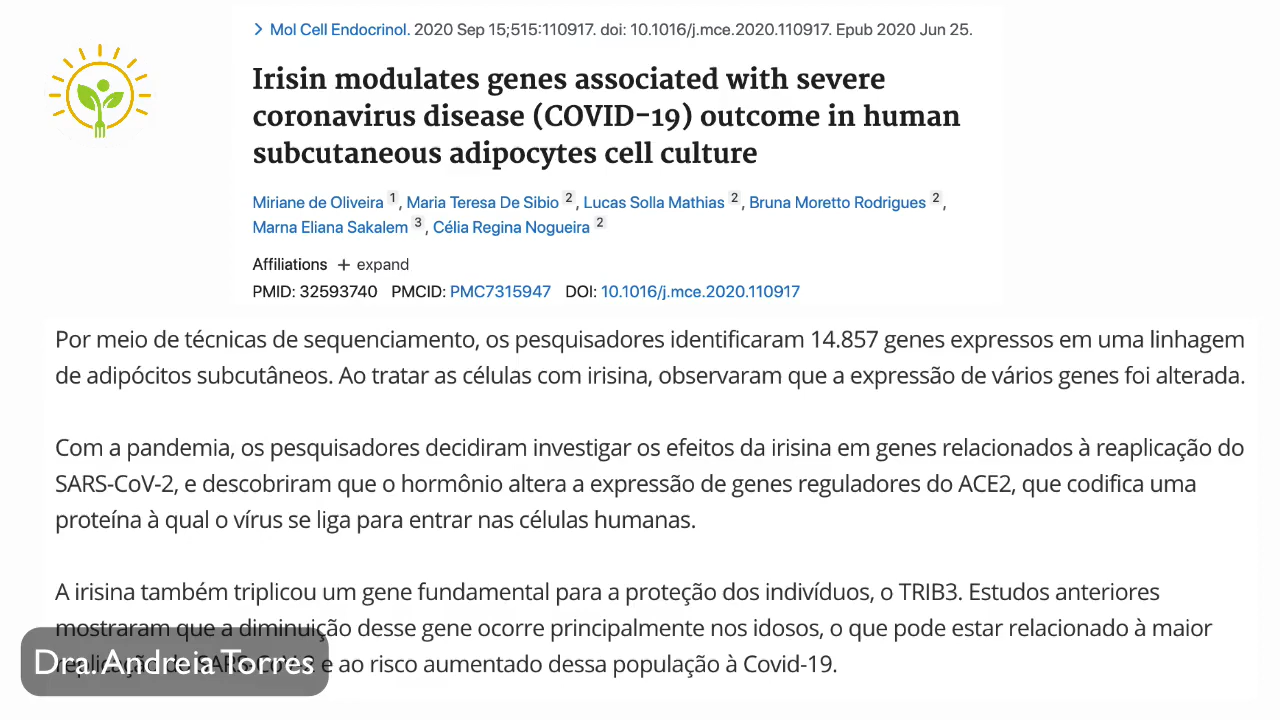 > Mol Cell Endocrinol. 2020 Sep 15;515:110917. doi: 10.1016/j.mce.2020.110917. Epub 2020 Jun 25.
Irisin modulates genes associated with severe
coronavirus disease (COVID-19) outcome in human
subcutaneous adipocytes cell culture
Miriane de Oliveira 1, Maria Teresa De Sibio 2, Lucas Solla Mathias 2, Bruna Moretto Rodrigues 2,
Marna Eliana Sakalem 3, Célia Regina Nogueira 2
Affiliations + expand
PMID: 32593740 PMCID: PMC7315947 DOI: 10.1016/j.mce.2020.110917
Por meio de técnicas de sequenciamento, os pesquisadores identificaram 14.857 genes expressos em uma linhagem
de adipócitos subcutâneos. Ao tratar as células com irisina, observaram que a expressão de vários genes foi alterada.
Com a pandemia, os pesquisadores decidiram investigar os efeitos da irisina em genes relacionados à reaplicação do
SARS-CoV-2, e descobriram que o hormônio altera a expressão de genes reguladores do ACE2, que codifica uma
proteína à qual o vírus se liga para entrar nas células humanas.
A irisina também triplicou um gene fundamental para a proteção dos indivíduos, o TRIB3. Estudos anteriores
mostraram que a diminuição desse gene ocorre principalmente nos idosos, o que pode estar relacionado à maior
e ao risco aumentado dessa população à Covid-19.
Dra.Andreia Torres